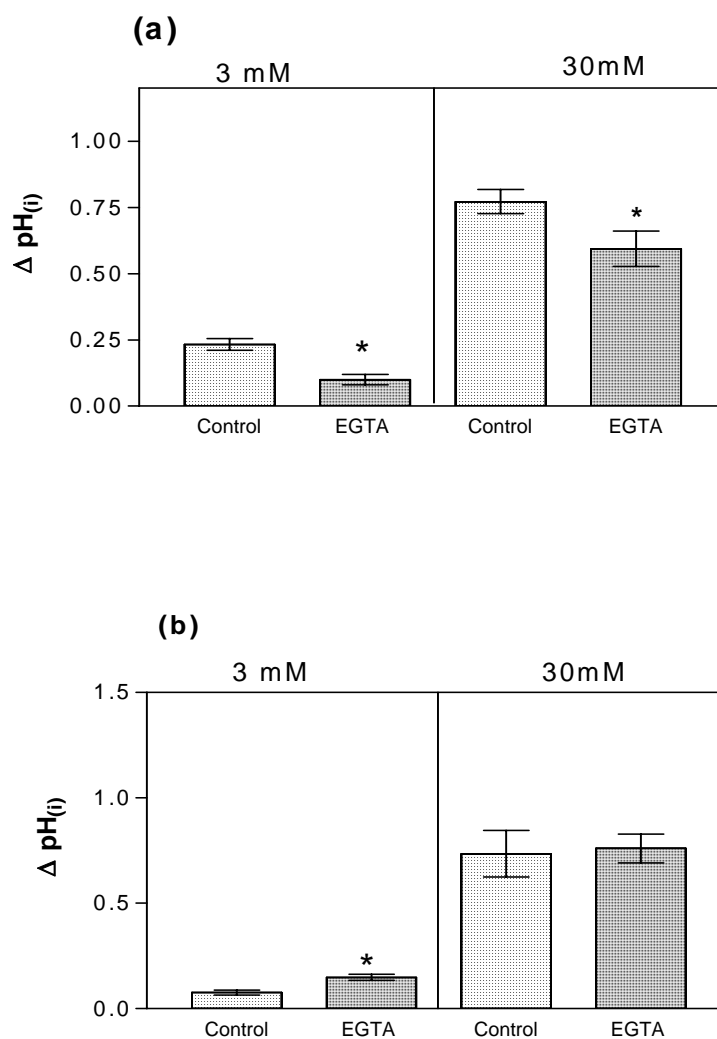 (a)
3 mM 30mM
1.00
0.75
0.50
0.25
0.00
Δ pH(i)
*
*
Control EGTA Control EGTA
(b)
3 mM 30mM
1.5
1.0
0.5
0.0
Δ pH(i)
*
Control EGTA Control EGTA